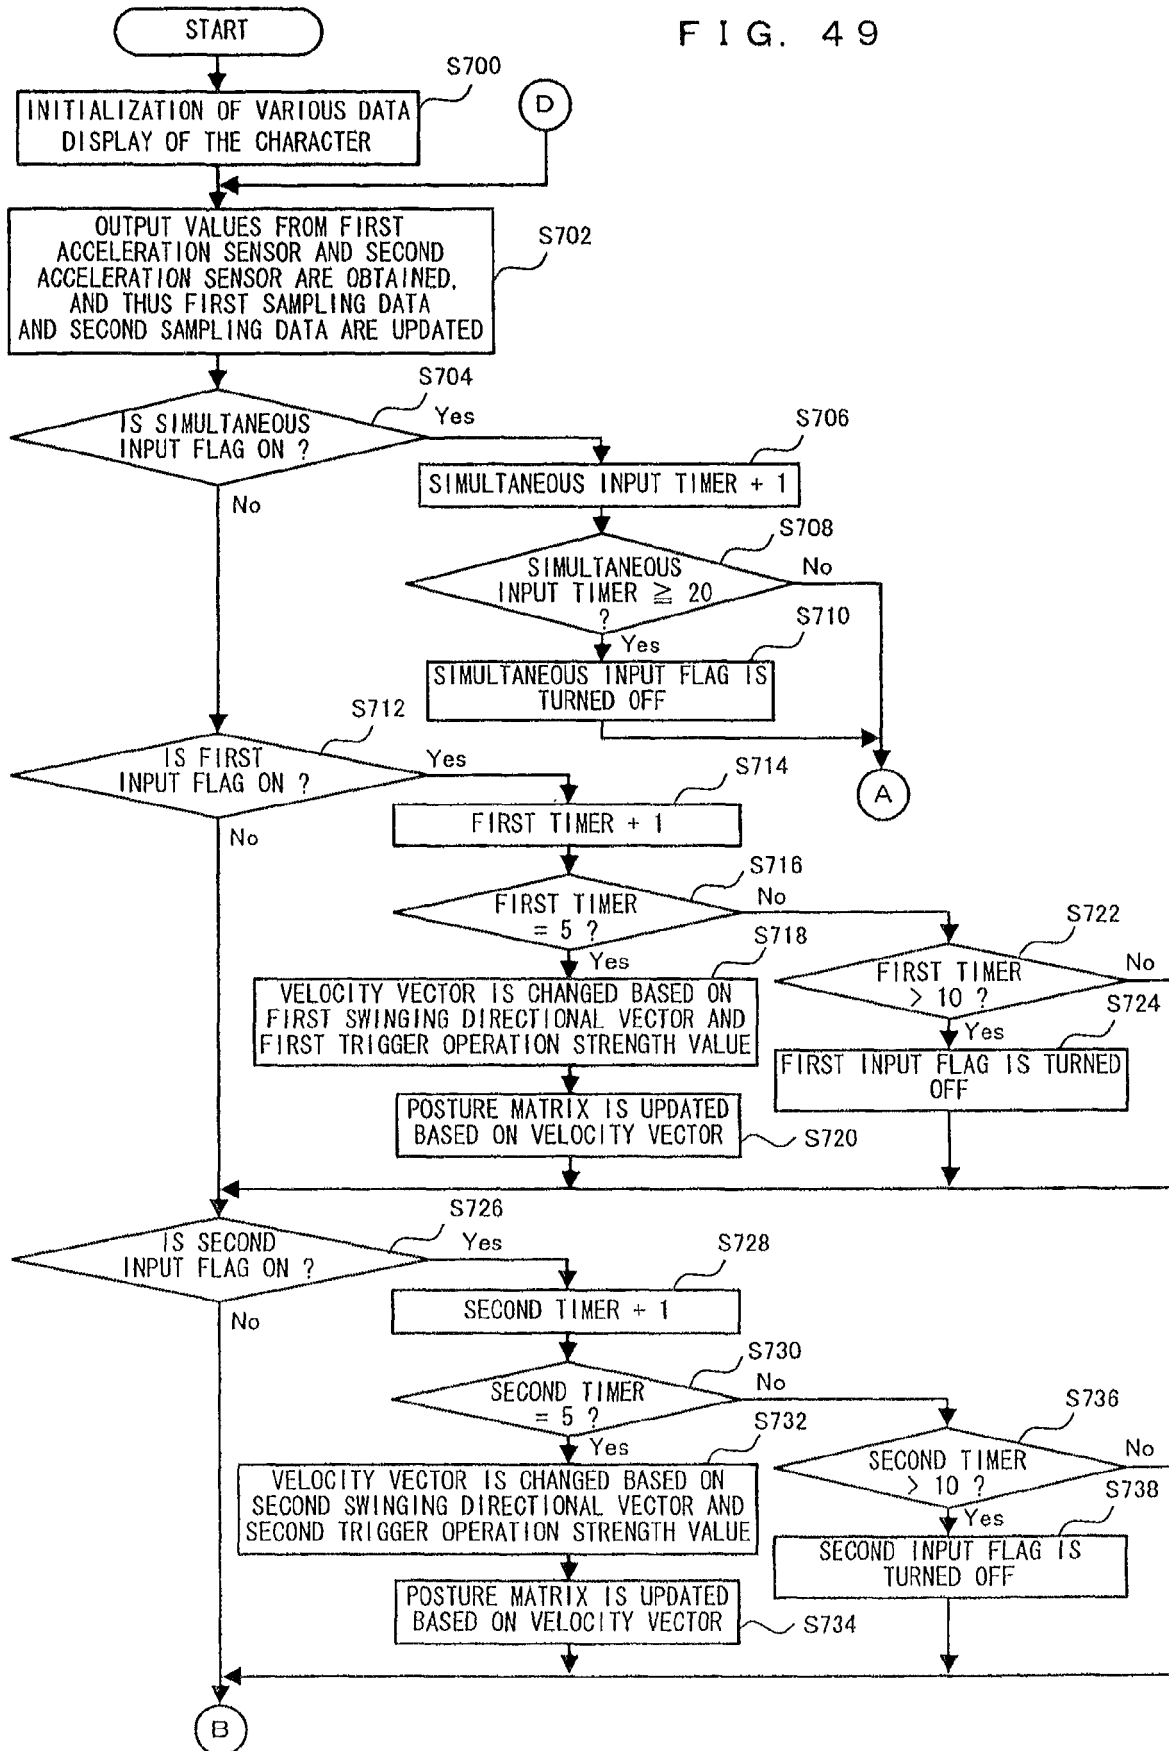 START
F I G. 49
S700
INITIALIZATION OF VARIOUS DATA
DISPLAY OF THE CHARACTER
D
OUTPUT VALUES FROM FIRST
ACCELERATION SENSOR AND SECOND
ACCELERATION SENSOR ARE OBTAINED,
AND THUS FIRST SAMPLING DATA
AND SECOND SAMPLING DATA ARE UPDATED
S702
S704
IS SIMULTANEOUS
INPUT FLAG ON ?
Yes
No
S706
SIMULTANEOUS INPUT TIMER + 1
S708
SIMULTANEOUS
INPUT TIMER ≧ 20
?
No
Yes
S710
SIMULTANEOUS INPUT FLAG IS
TURNED OFF
A
S712
IS FIRST
INPUT FLAG ON ?
Yes
No
S714
FIRST TIMER + 1
S716
FIRST TIMER
= 5 ?
No
Yes
S718
VELOCITY VECTOR IS CHANGED BASED ON
FIRST SWINGING DIRECTIONAL VECTOR AND
FIRST TRIGGER OPERATION STRENGTH VALUE
POSTURE MATRIX IS UPDATED
BASED ON VELOCITY VECTOR
S720
S722
FIRST TIMER
> 10 ?
No
Yes
S724
FIRST INPUT FLAG IS TURNED
OFF
S726
IS SECOND
INPUT FLAG ON ?
Yes
No
S728
SECOND TIMER + 1
S730
SECOND TIMER
= 5 ?
No
Yes
S732
VELOCITY VECTOR IS CHANGED BASED ON
SECOND SWINGING DIRECTIONAL VECTOR AND
SECOND TRIGGER OPERATION STRENGTH VALUE
POSTURE MATRIX IS UPDATED
BASED ON VELOCITY VECTOR
S734
S736
SECOND TIMER
> 10 ?
No
Yes
S738
SECOND INPUT FLAG IS
TURNED OFF
B